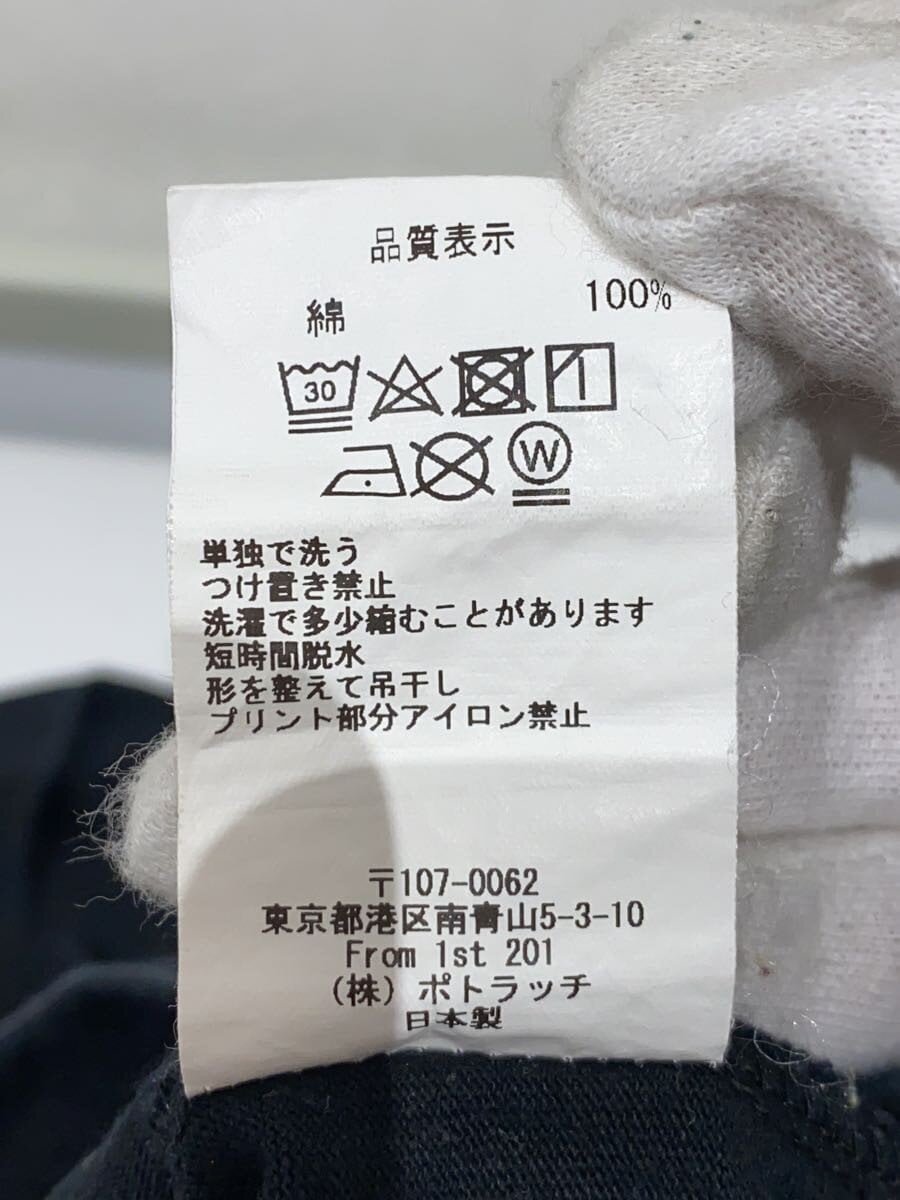 品質表示
綿 100%
30
W
単独で洗う
つけ置き禁止
洗濯で多少縮むことがあります
短時間脱水
形を整えて吊干し
プリント部分アイロン禁止
〒107-0062
東京都港区南青山5-3-10
From 1st 201
(株) ポトラッチ
日本製